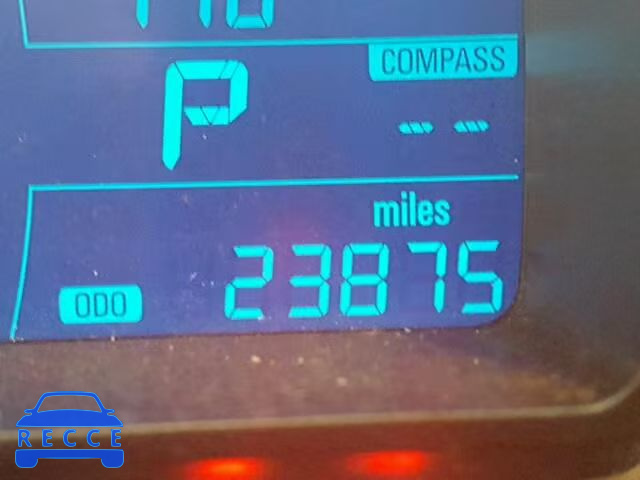 COMPASS
P
--
miles
ODO 23875
RECCE